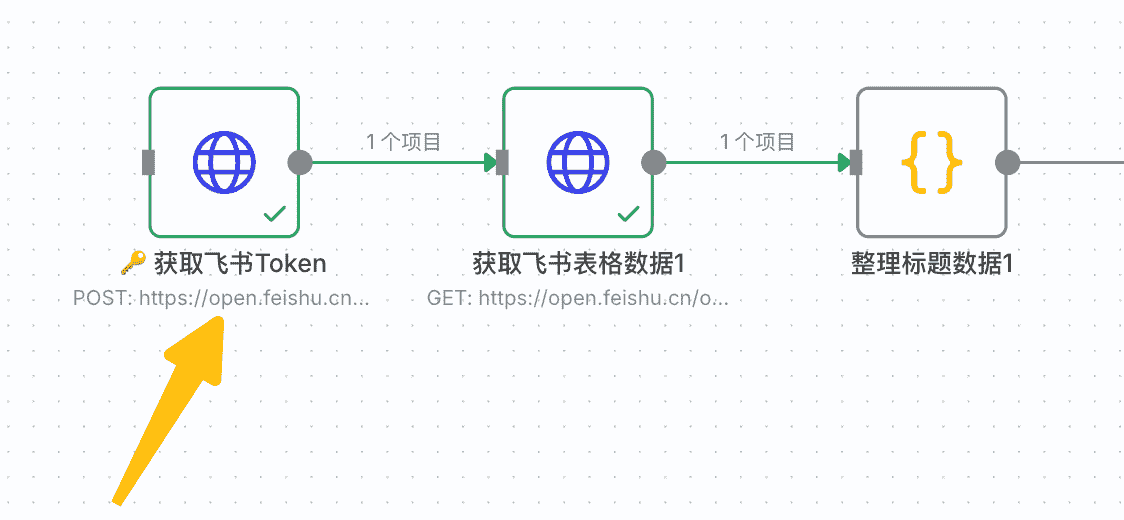 1 个项目
1 个项目
🔑 获取飞书Token
获取飞书表格数据1
整理标题数据1
POST: https://open.feishu.cn...
GET: https://open.feishu.cn/o...